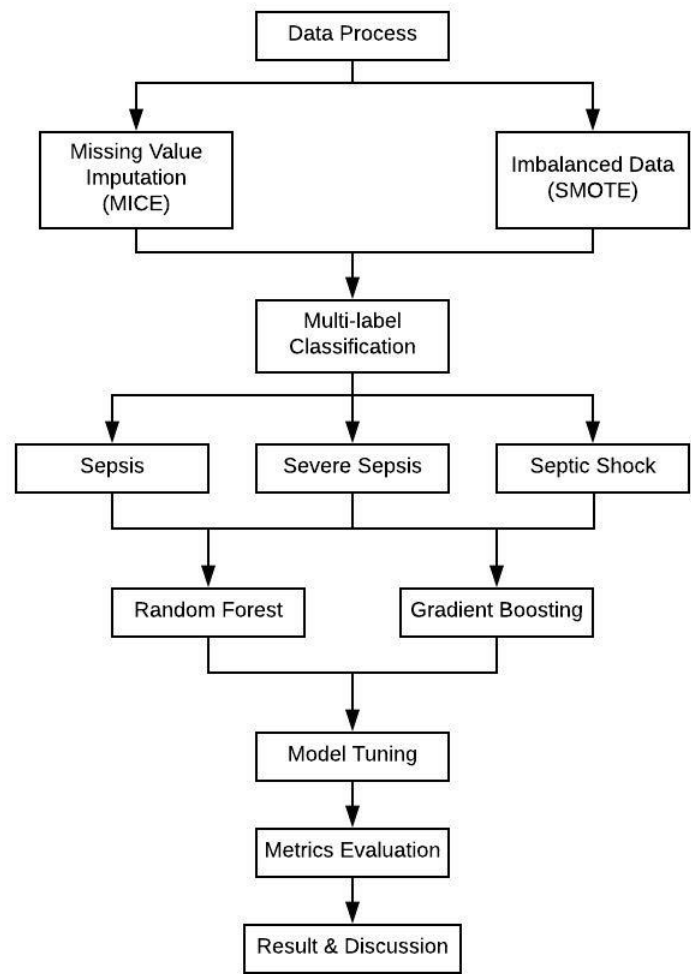 Data Process
Missing Value
Imputation
(MICE)
Imbalanced Data
(SMOTE)
Multi-label
Classification
Sepsis
Severe Sepsis
Septic Shock
Random Forest
Gradient Boosting
Model Tuning
Metrics Evaluation
Result & Discussion